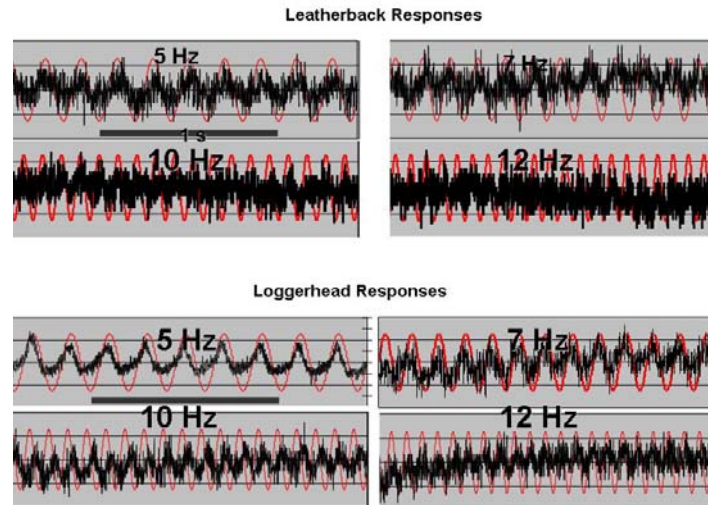 Leatherback Responses
5 Hz
7 Hz
1 s
10 Hz
12 Hz
Loggerhead Responses
5 Hz
7 Hz
10 Hz
12 Hz